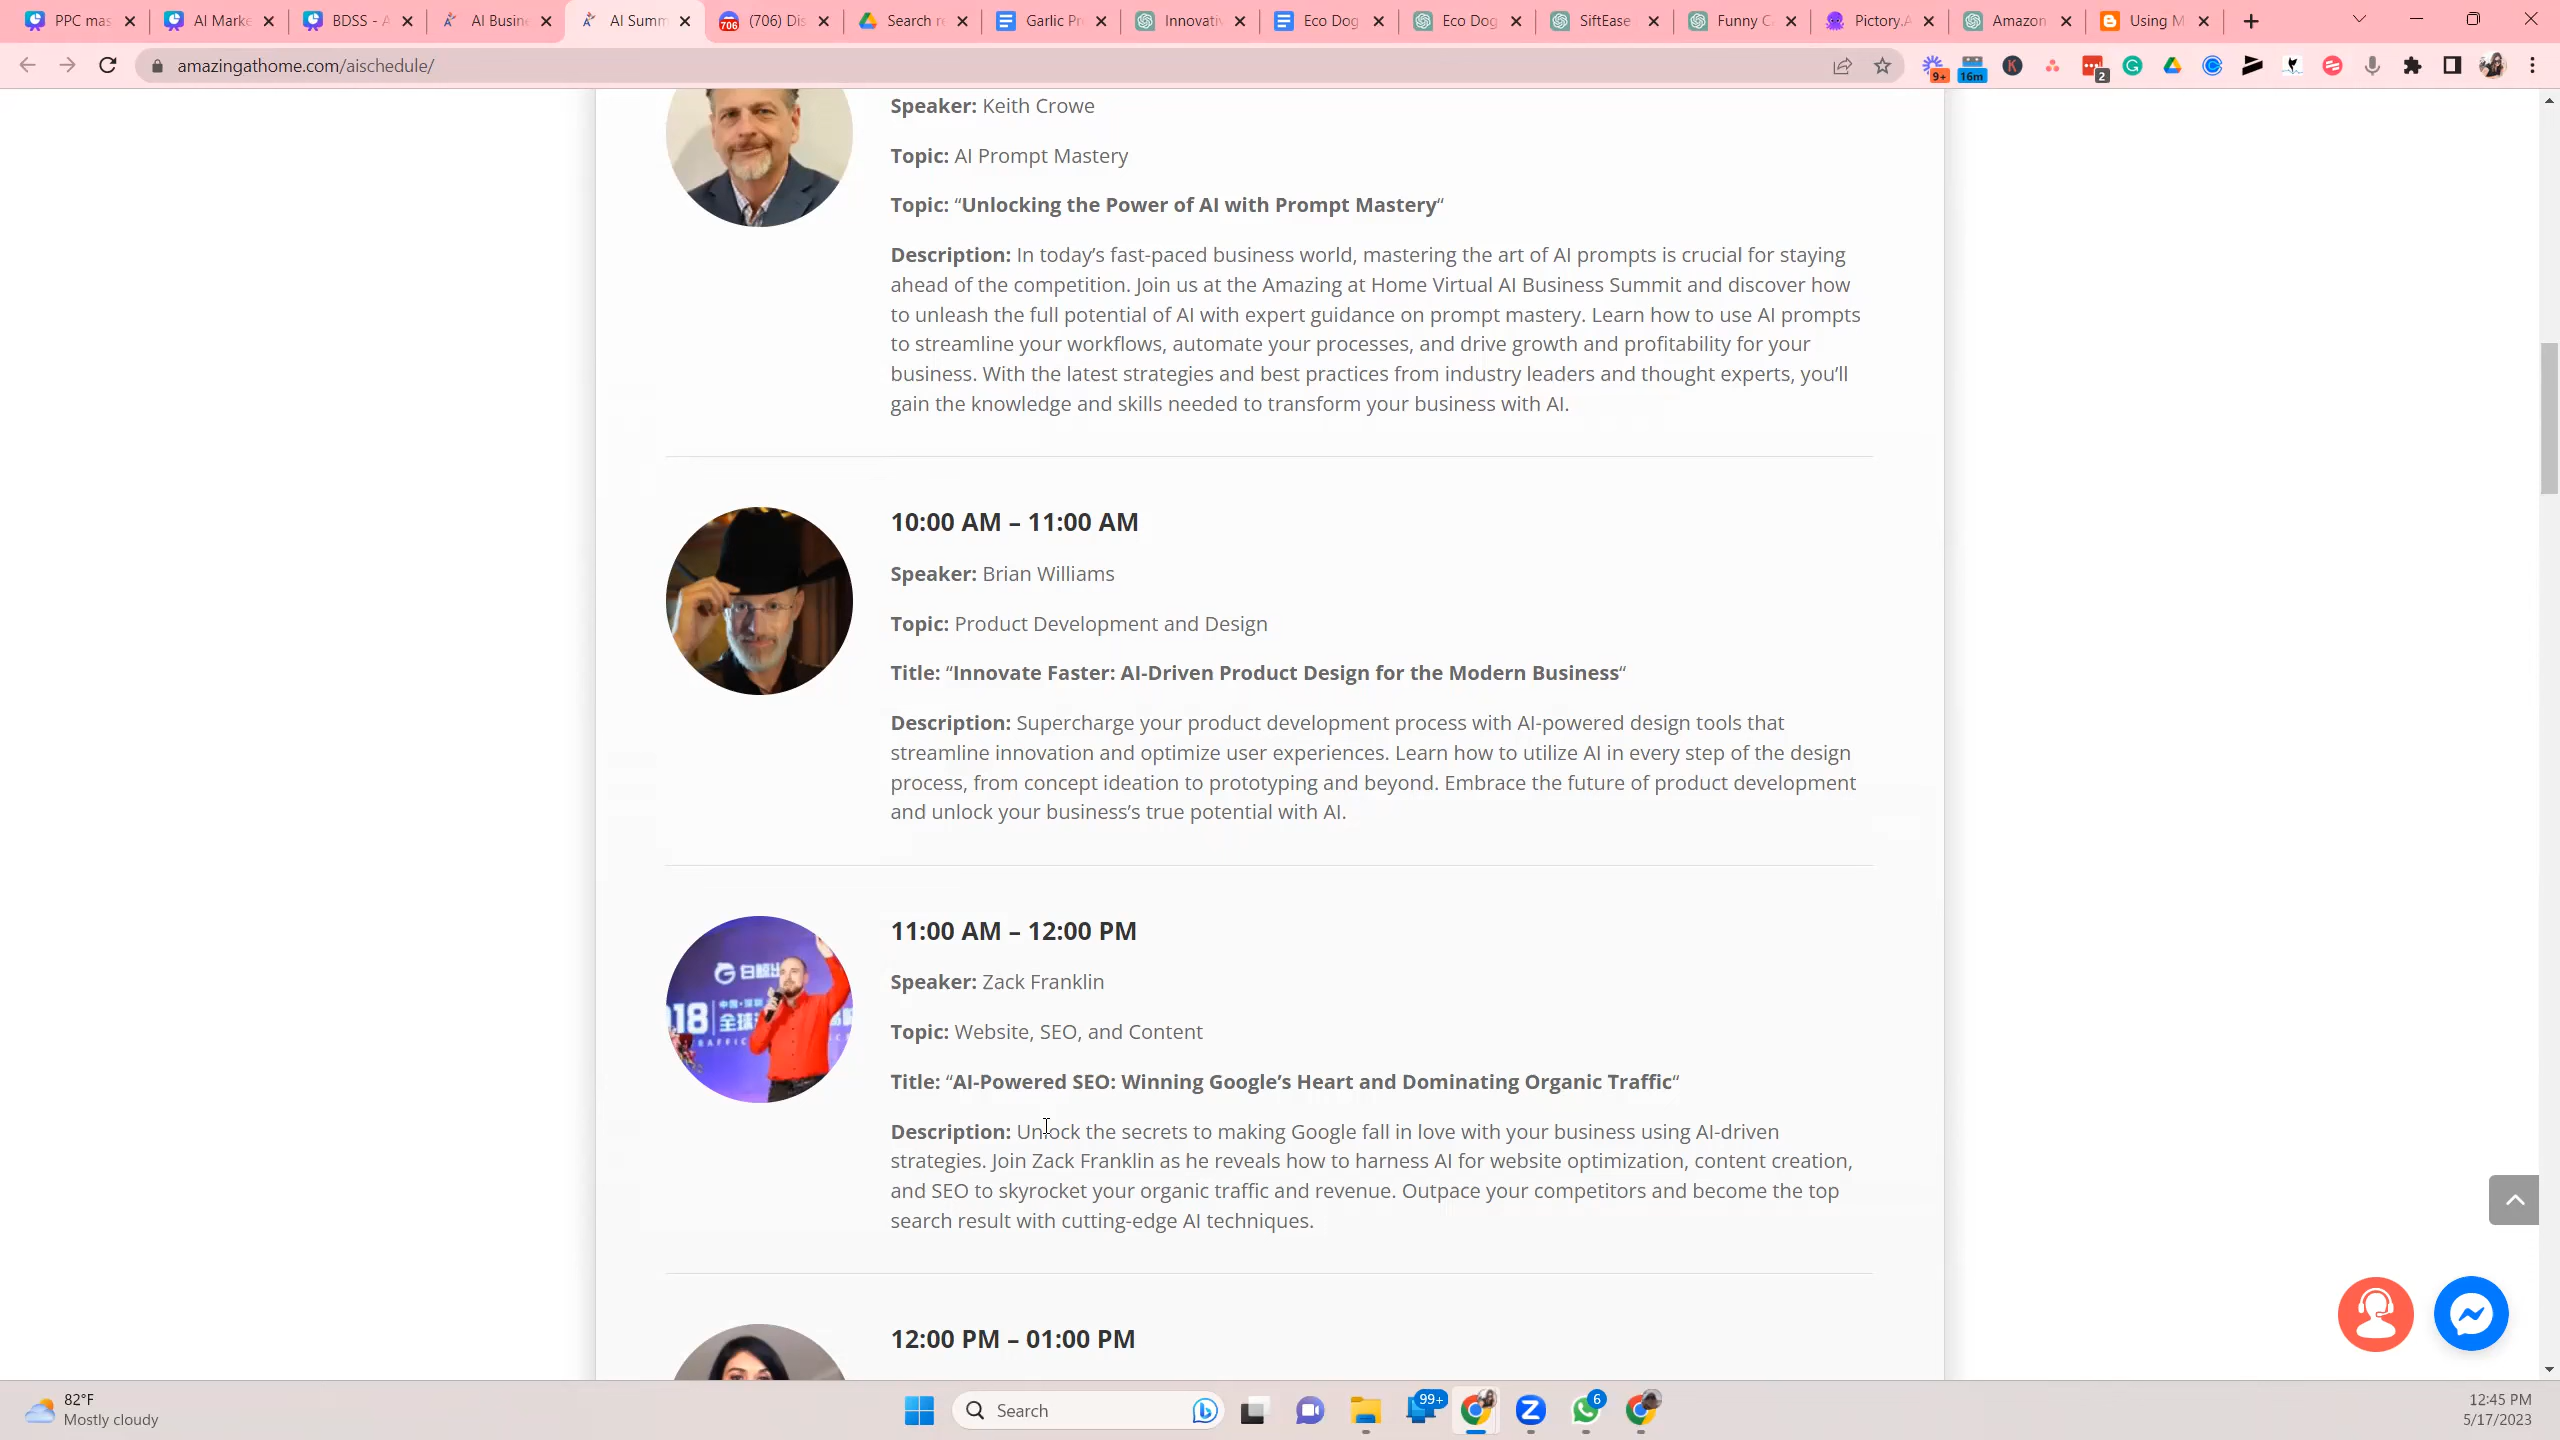 PPC mas
AI Marke
BDSS - A
AI Busine
AI Summ
(706) Dis
Search re
Garlic Pr
Innovativ
Eco Dog
Eco Dog
SiftEase
Funny C
Pictory.A
Amazon
Using M
amazingathome.com/aischedule/
9+
16m
2
Speaker: Keith Crowe
Topic: AI Prompt Mastery
Topic: “Unlocking the Power of AI with Prompt Mastery“
Description: In today’s fast-paced business world, mastering the art of AI prompts is crucial for staying
ahead of the competition. Join us at the Amazing at Home Virtual AI Business Summit and discover how
to unleash the full potential of AI with expert guidance on prompt mastery. Learn how to use AI prompts
to streamline your workflows, automate your processes, and drive growth and profitability for your
business. With the latest strategies and best practices from industry leaders and thought experts, you’ll
gain the knowledge and skills needed to transform your business with AI.
10:00 AM – 11:00 AM
Speaker: Brian Williams
Topic: Product Development and Design
Title: “Innovate Faster: AI-Driven Product Design for the Modern Business“
Description: Supercharge your product development process with AI-powered design tools that
streamline innovation and optimize user experiences. Learn how to utilize AI in every step of the design
process, from concept ideation to prototyping and beyond. Embrace the future of product development
and unlock your business’s true potential with AI.
11:00 AM – 12:00 PM
Speaker: Zack Franklin
Topic: Website, SEO, and Content
Title: “AI-Powered SEO: Winning Google’s Heart and Dominating Organic Traffic“
Description: Unlock the secrets to making Google fall in love with your business using AI-driven
strategies. Join Zack Franklin as he reveals how to harness AI for website optimization, content creation,
and SEO to skyrocket your organic traffic and revenue. Outpace your competitors and become the top
search result with cutting-edge AI techniques.
12:00 PM – 01:00 PM
82°F
Mostly cloudy
Search
99+
6
12:45 PM
5/17/2023